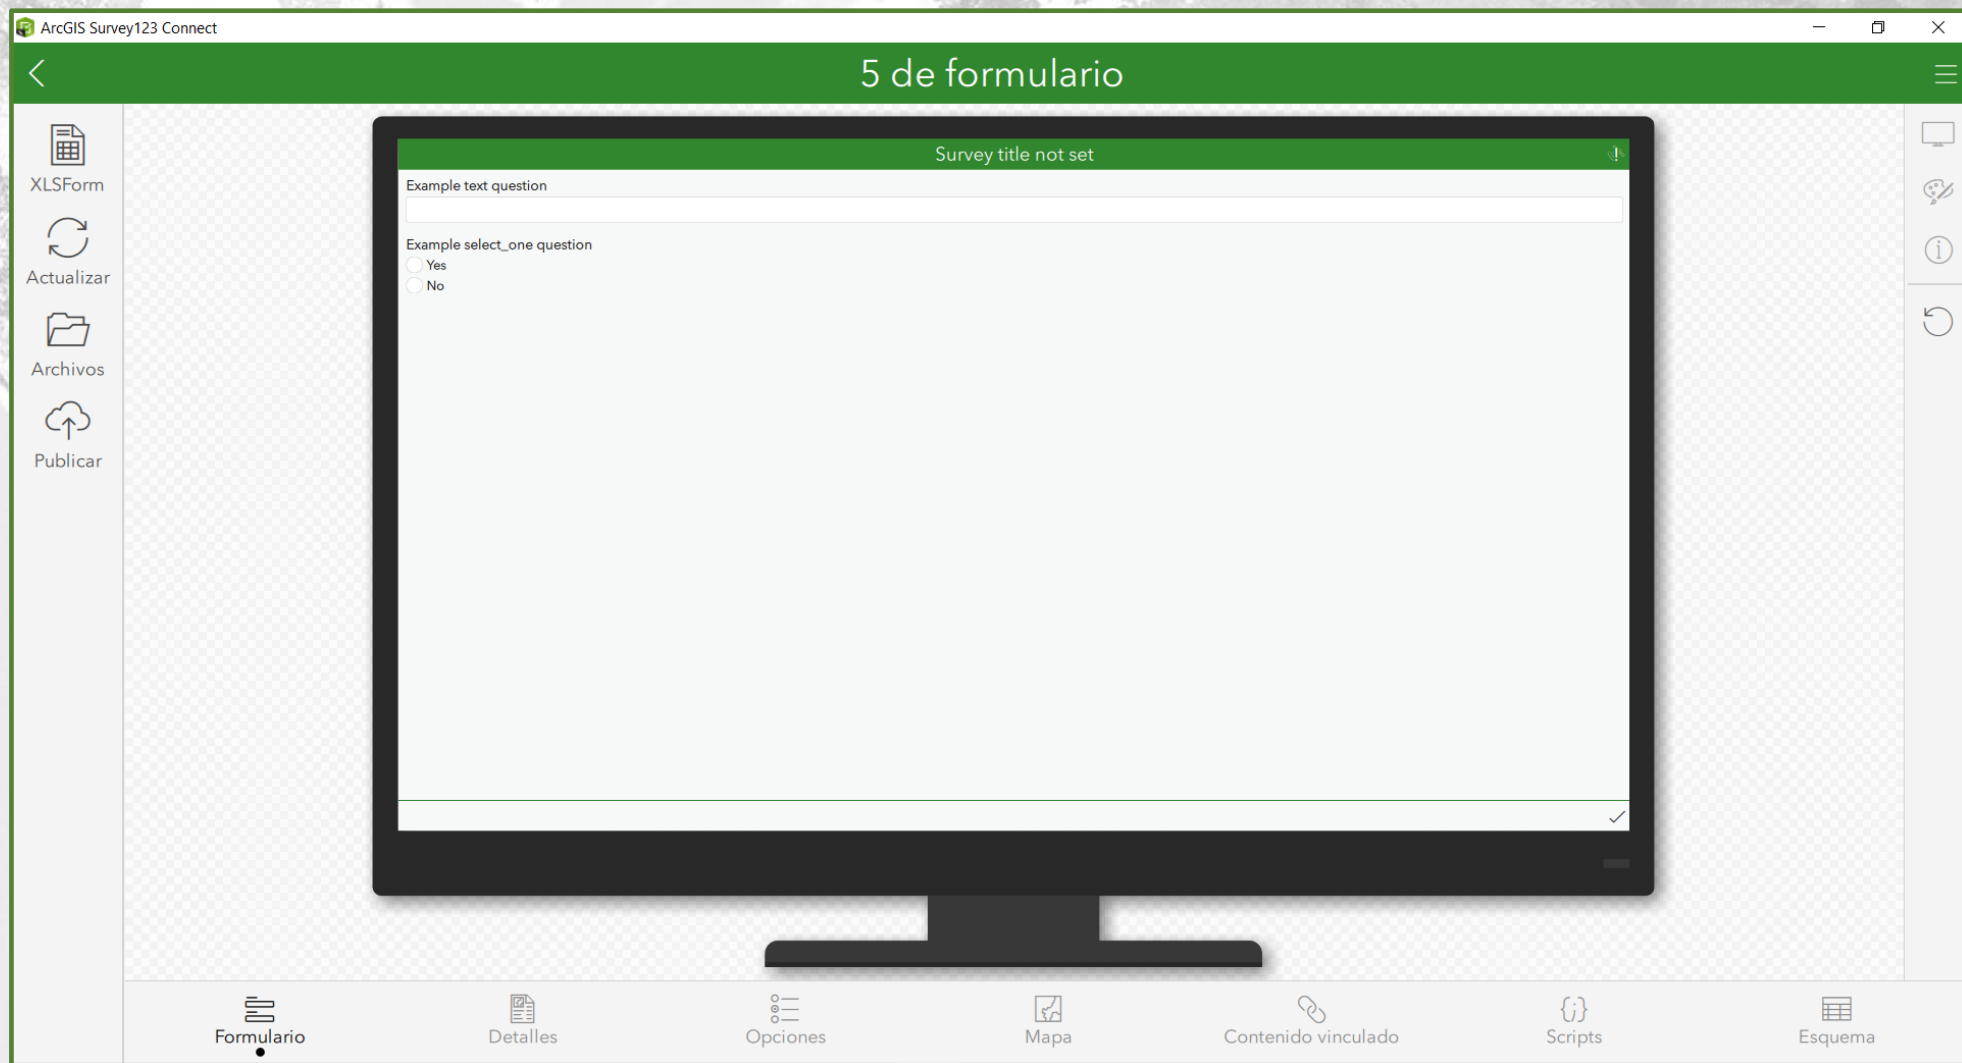 ArcGIS Survey123 Connect
5 de formulario
XLSForm
Actualizar
Archivos
Publicar
Survey title not set
Example text question
Example select_one question
Yes
No
Formulario
Detalles
Opciones
Mapa
Contenido vinculado
Scripts
Esquema